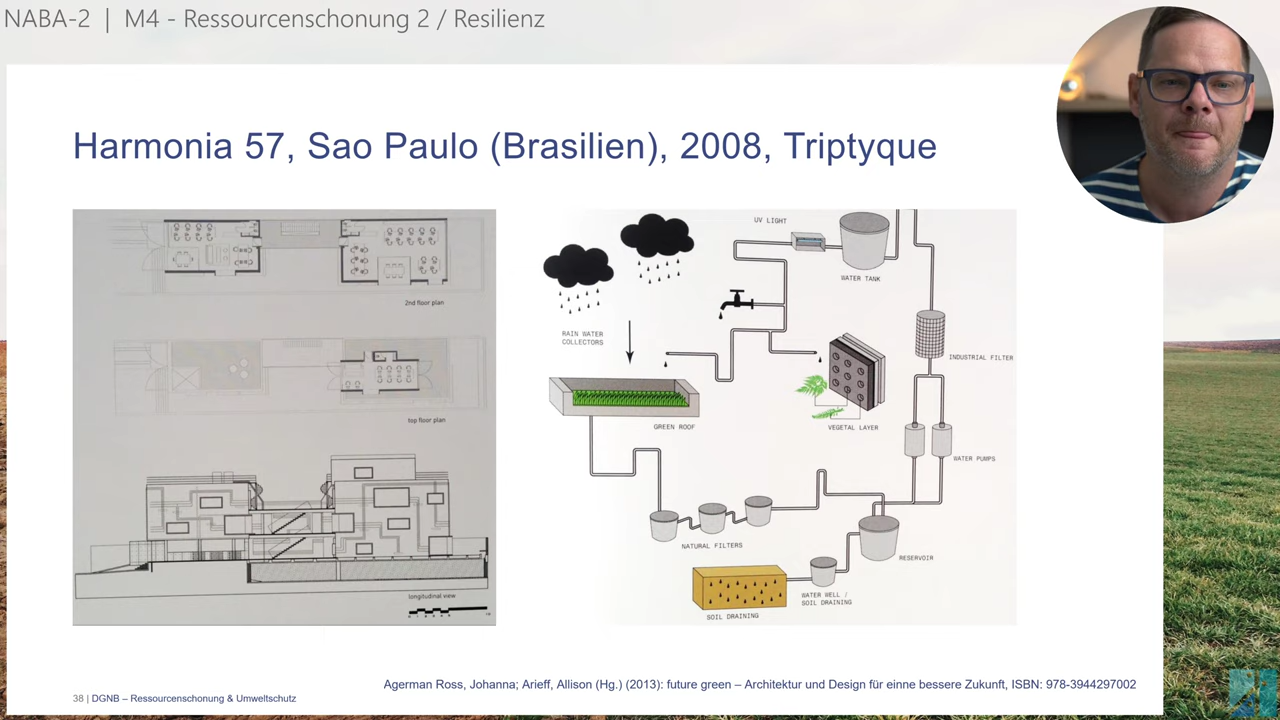 NABA-2 | M4 - Ressourcenschonung 2 / Resilienz
Harmonia 57, Sao Paulo (Brasilien), 2008, Triptyque
2nd floor plan
top floor plan
longitudinal view
UV LIGHT
WATER TANK
RAIN WATER
COLLECTORS
INDUSTRIAL FILTER
GREEN ROOF
VEGETAL LAYER
WATER PUMPS
NATURAL FILTERS
RESERVOIR
WATER WELL /
SOIL DRAINING
SOIL DRAINING
Agerman Ross, Johanna; Arieff, Allison (Hg.) (2013): future green – Architektur und Design für einne bessere Zukunft, ISBN: 978-3944297002
38 | DGNB – Ressourcenschonung & Umweltschutz